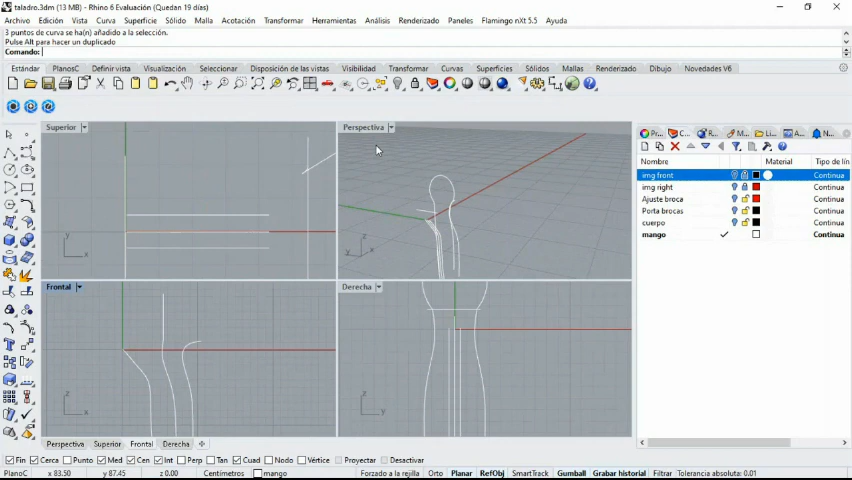 taladro.3dm (13 MB) - Rhino 6 Evaluación (Quedan 19 días)
Archivo Edición Vista Curva Superficie Sólido Malla Acotación Transformar Herramientas Análisis Renderizado Paneles Flamingo nXt 5.5 Ayuda
3 puntos de curva se ha(n) añadido a la selección.
Pulse Alt para hacer un duplicado
Comando:
Estándar PlanosC Definir vista Visualización Seleccionar Disposición de vistas Visibilidad Transformar Curvas Superficies Sólidos Mallas Renderizado Dibujo Novedades V6
Superior
Perspectiva
Pr... C... R... M... Li... A... N...
Nombre Material Tipo de lí
img front Continua
img right Continua
Ajuste broca Continua
Porta brocas Continua
cuerpo Continua
mango Continua
y x
z y x
Frontal
Derecha
z x
z y
Perspectiva Superior Frontal Derecha
Fin Cerca Punto Med Cen Int Perp Tan Cuad Nodo Vértice Proyectar Desactivar
PlanoC x 83.50 y 87.45 z 0.00 Centímetros mango Forzado a la rejilla Orto Planar RefObj SmartTrack Gumball Grabar historial Filtrar Tolerancia absoluta: 0.01